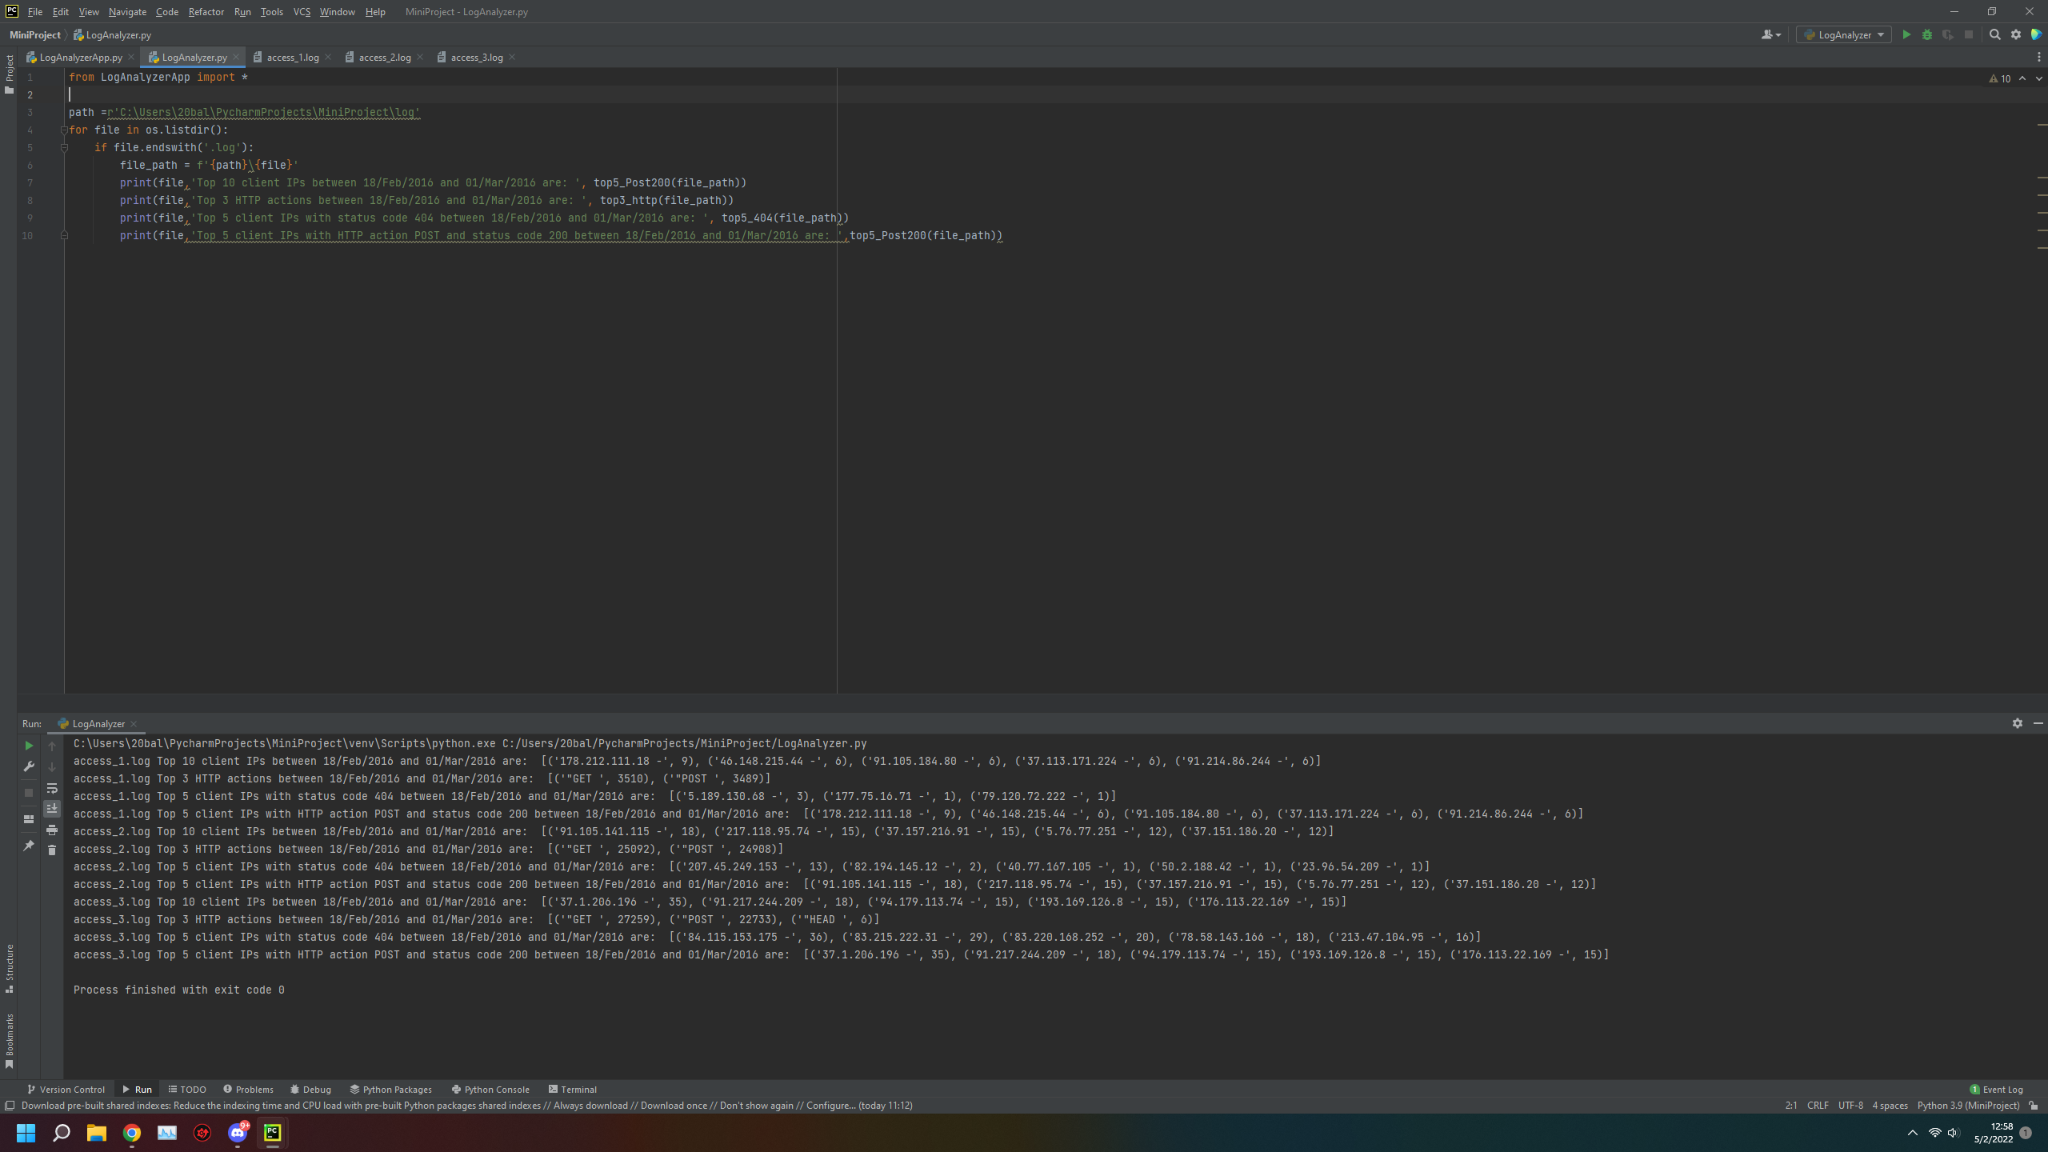 PC File Edit View Navigate Code Refactor Run Tools VCS Window Help MiniProject - LogAnalyzer.py
MiniProject LogAnalyzer.py LogAnalyzer
Project
LogAnalyzerApp.py LogAnalyzer.py access_1.log access_2.log access_3.log
1 from LogAnalyzerApp import * 10
2
3 path =r'C:\Users\20bal\PycharmProjects\MiniProject\log'
4 for file in os.listdir():
5 if file.endswith('.log'):
6 file_path = f'{path}\{file}'
7 print(file,'Top 10 client IPs between 18/Feb/2016 and 01/Mar/2016 are: ', top5_Post200(file_path))
8 print(file,'Top 3 HTTP actions between 18/Feb/2016 and 01/Mar/2016 are: ', top3_http(file_path))
9 print(file,'Top 5 client IPs with status code 404 between 18/Feb/2016 and 01/Mar/2016 are: ', top5_404(file_path))
10 print(file,'Top 5 client IPs with HTTP action POST and status code 200 between 18/Feb/2016 and 01/Mar/2016 are: ',top5_Post200(file_path))
Run: LogAnalyzer
C:\Users\20bal\PycharmProjects\MiniProject\venv\Scripts\python.exe C:/Users/20bal/PycharmProjects/MiniProject/LogAnalyzer.py
access_1.log Top 10 client IPs between 18/Feb/2016 and 01/Mar/2016 are:  [('178.212.111.18 -', 9), ('46.148.215.44 -', 6), ('91.105.184.80 -', 6), ('37.113.171.224 -', 6), ('91.214.86.244 -', 6)]
access_1.log Top 3 HTTP actions between 18/Feb/2016 and 01/Mar/2016 are:  [('"GET ', 3510), ('"POST ', 3489)]
access_1.log Top 5 client IPs with status code 404 between 18/Feb/2016 and 01/Mar/2016 are:  [('5.189.130.68 -', 3), ('177.75.16.71 -', 1), ('79.120.72.222 -', 1)]
access_1.log Top 5 client IPs with HTTP action POST and status code 200 between 18/Feb/2016 and 01/Mar/2016 are:  [('178.212.111.18 -', 9), ('46.148.215.44 -', 6), ('91.105.184.80 -', 6), ('37.113.171.224 -', 6), ('91.214.86.244 -', 6)]
access_2.log Top 10 client IPs between 18/Feb/2016 and 01/Mar/2016 are:  [('91.105.141.115 -', 18), ('217.118.95.74 -', 15), ('37.157.216.91 -', 15), ('5.76.77.251 -', 12), ('37.151.186.20 -', 12)]
access_2.log Top 3 HTTP actions between 18/Feb/2016 and 01/Mar/2016 are:  [('"GET ', 25092), ('"POST ', 24908)]
access_2.log Top 5 client IPs with status code 404 between 18/Feb/2016 and 01/Mar/2016 are:  [('207.45.249.153 -', 13), ('82.194.145.12 -', 2), ('40.77.167.105 -', 1), ('50.2.188.42 -', 1), ('23.96.54.209 -', 1)]
access_2.log Top 5 client IPs with HTTP action POST and status code 200 between 18/Feb/2016 and 01/Mar/2016 are:  [('91.105.141.115 -', 18), ('217.118.95.74 -', 15), ('37.157.216.91 -', 15), ('5.76.77.251 -', 12), ('37.151.186.20 -', 12)]
access_3.log Top 10 client IPs between 18/Feb/2016 and 01/Mar/2016 are:  [('37.1.206.196 -', 35), ('91.217.244.209 -', 18), ('94.179.113.74 -', 15), ('193.169.126.8 -', 15), ('176.113.22.169 -', 15)]
access_3.log Top 3 HTTP actions between 18/Feb/2016 and 01/Mar/2016 are:  [('"GET ', 27259), ('"POST ', 22733), ('"HEAD ', 6)]
access_3.log Top 5 client IPs with status code 404 between 18/Feb/2016 and 01/Mar/2016 are:  [('84.115.153.175 -', 36), ('83.215.222.31 -', 29), ('83.220.168.252 -', 20), ('78.58.143.166 -', 18), ('213.47.104.95 -', 16)]
access_3.log Top 5 client IPs with HTTP action POST and status code 200 between 18/Feb/2016 and 01/Mar/2016 are:  [('37.1.206.196 -', 35), ('91.217.244.209 -', 18), ('94.179.113.74 -', 15), ('193.169.126.8 -', 15), ('176.113.22.169 -', 15)]
Process finished with exit code 0
Structure
Bookmarks
Version Control Run TODO Problems Debug Python Packages Python Console Terminal 1 Event Log
Download pre-built shared indexes: Reduce the indexing time and CPU load with pre-built Python packages shared indexes // Always download // Download once // Don't show again // Configure... (today 11:12) 2:1 CRLF UTF-8 4 spaces Python 3.9 (MiniProject)
9+ PC 12:58
5/2/2022 1